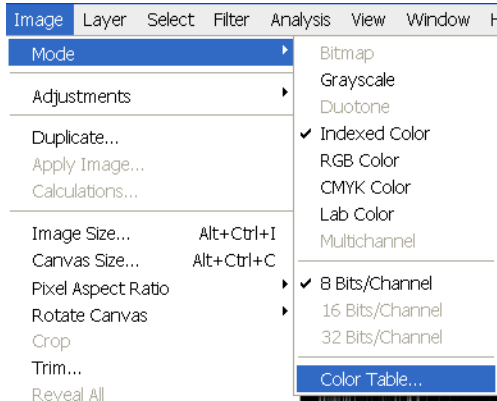 Image Layer Select Filter Analysis View Window H
Mode
Adjustments
Duplicate...
Apply Image...
Calculations...
Image Size... Alt+Ctrl+I
Canvas Size... Alt+Ctrl+C
Pixel Aspect Ratio
Rotate Canvas
Crop
Trim...
Reveal All
Bitmap
Grayscale
Duotone
Indexed Color
RGB Color
CMYK Color
Lab Color
Multichannel
8 Bits/Channel
16 Bits/Channel
32 Bits/Channel
Color Table...